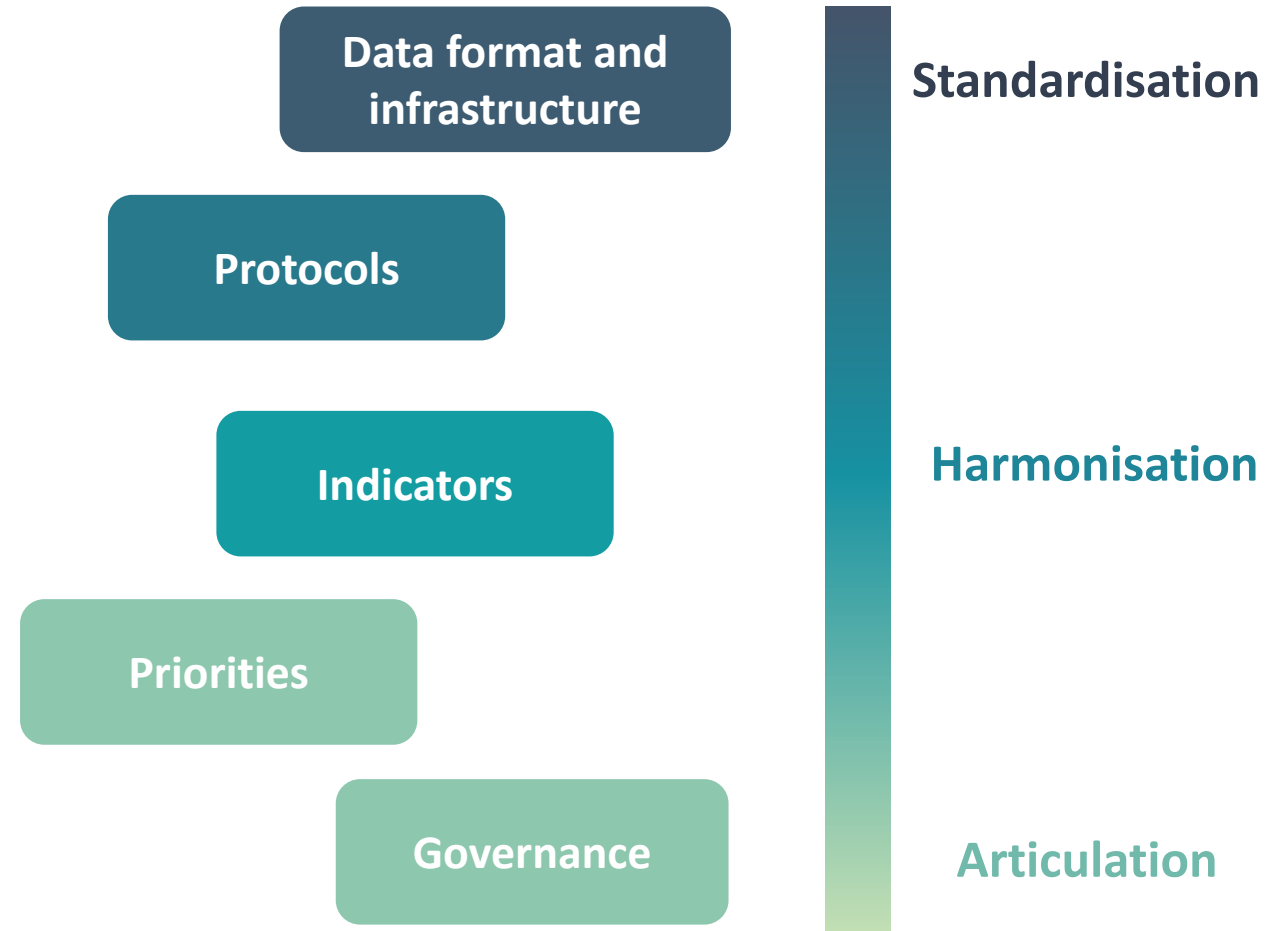 Data format and
infrastructure
Standardisation
Protocols
Harmonisation
Indicators
Priorities
Governance
Articulation